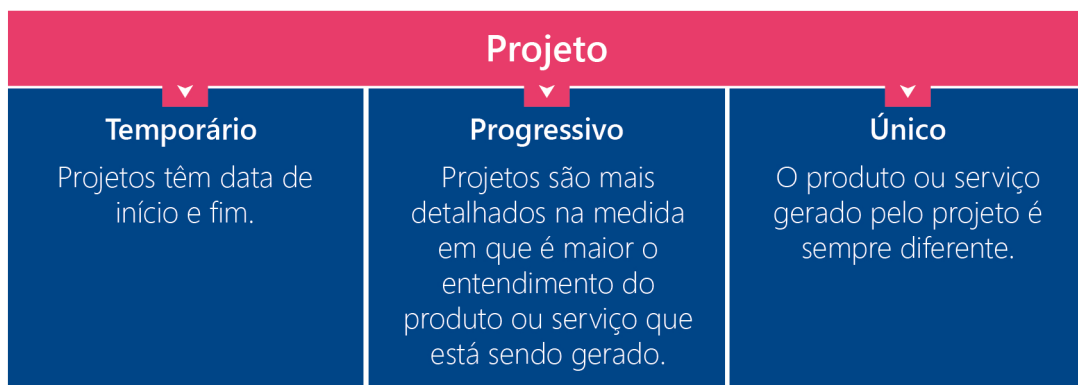 Projeto
Temporário
Projetos têm data de
início e fim.
Progressivo
Projetos são mais
detalhados na medida
em que é maior o
entendimento do
produto ou serviço que
está sendo gerado.
Único
O produto ou serviço
gerado pelo projeto é
sempre diferente.